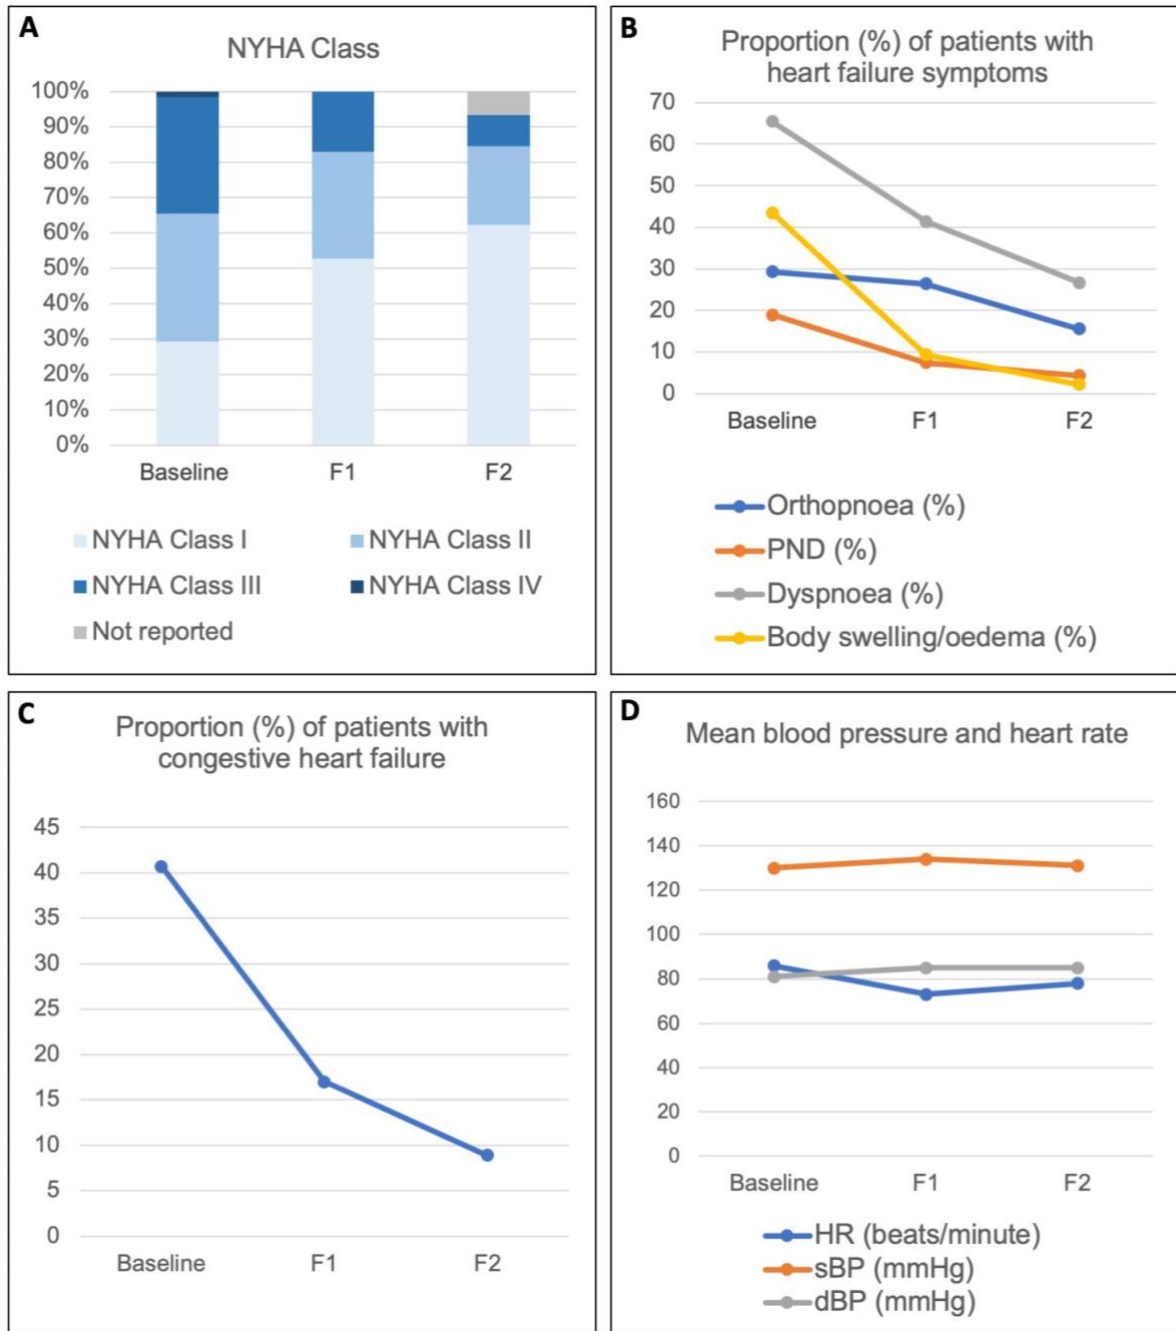 A
NYHA Class
100%
90%
80%
70%
60%
50%
40%
30%
20%
10%
0%
Baseline F1 F2
NYHA Class I NYHA Class II
NYHA Class III NYHA Class IV
Not reported
B
Proportion (%) of patients with
heart failure symptoms
70
60
50
40
30
20
10
0
Baseline F1 F2
Orthopnoea (%)
PND (%)
Dyspnoea (%)
Body swelling/oedema (%)
C
Proportion (%) of patients with
congestive heart failure
45
40
35
30
25
20
15
10
5
0
Baseline F1 F2
D
Mean blood pressure and heart rate
160
140
120
100
80
60
40
20
0
Baseline F1 F2
HR (beats/minute)
sBP (mmHg)
dBP (mmHg)